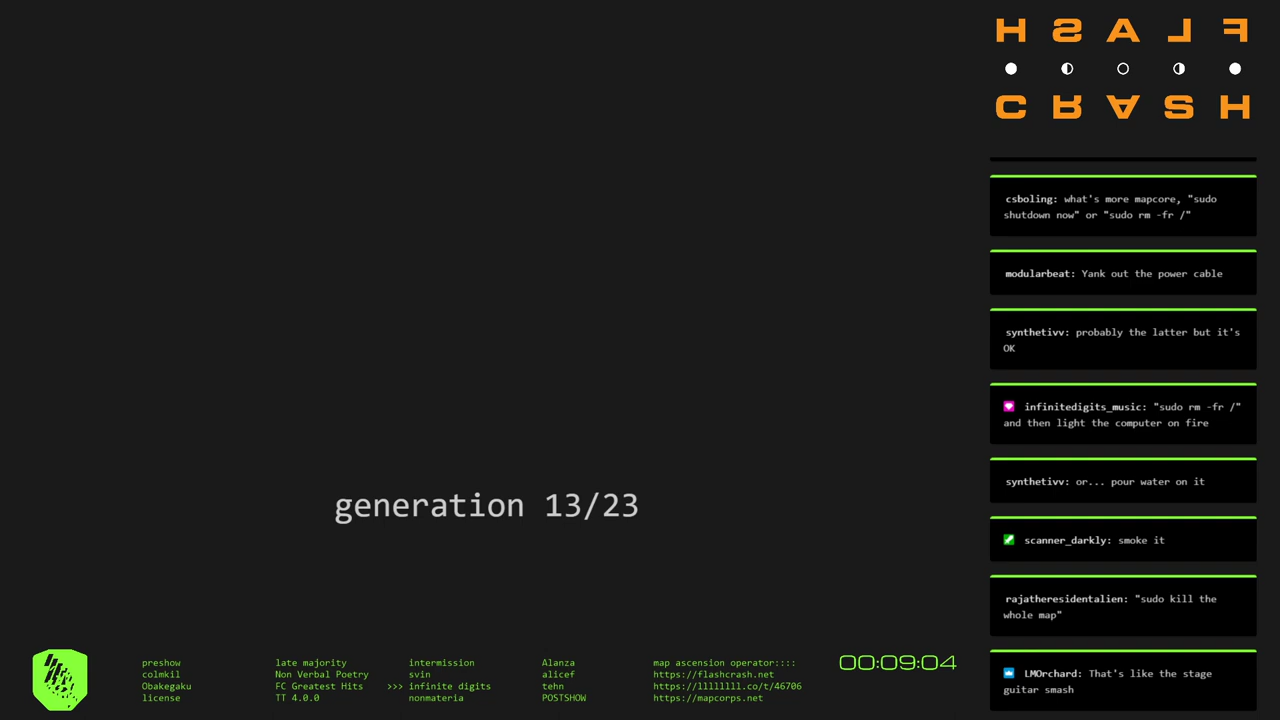 HSALF
CRASH
csboling: what's more mapcore, "sudo
shutdown now" or "sudo rm -fr /"
modularbeat: Yank out the power cable
synthetivv: probably the latter but it's
OK
infinitedigits_music: "sudo rm -fr /"
and then light the computer on fire
synthetivv: or... pour water on it
scanner_darkly: smoke it
rajatheresidentalien: "sudo kill the
whole map"
LMOrchard: That's like the stage
guitar smash
generation 13/23
preshow
colmkil
Obakegaku
license
late majority
Non Verbal Poetry
FC Greatest Hits
TT 4.0.0
intermission
svin
>>> infinite digits
nonmateria
Alanza
alicef
tehn
POSTSHOW
map ascension operator::::
https://flashcrash.net
https://llllllll.co/t/46706
https://mapcorps.net
00:09:04